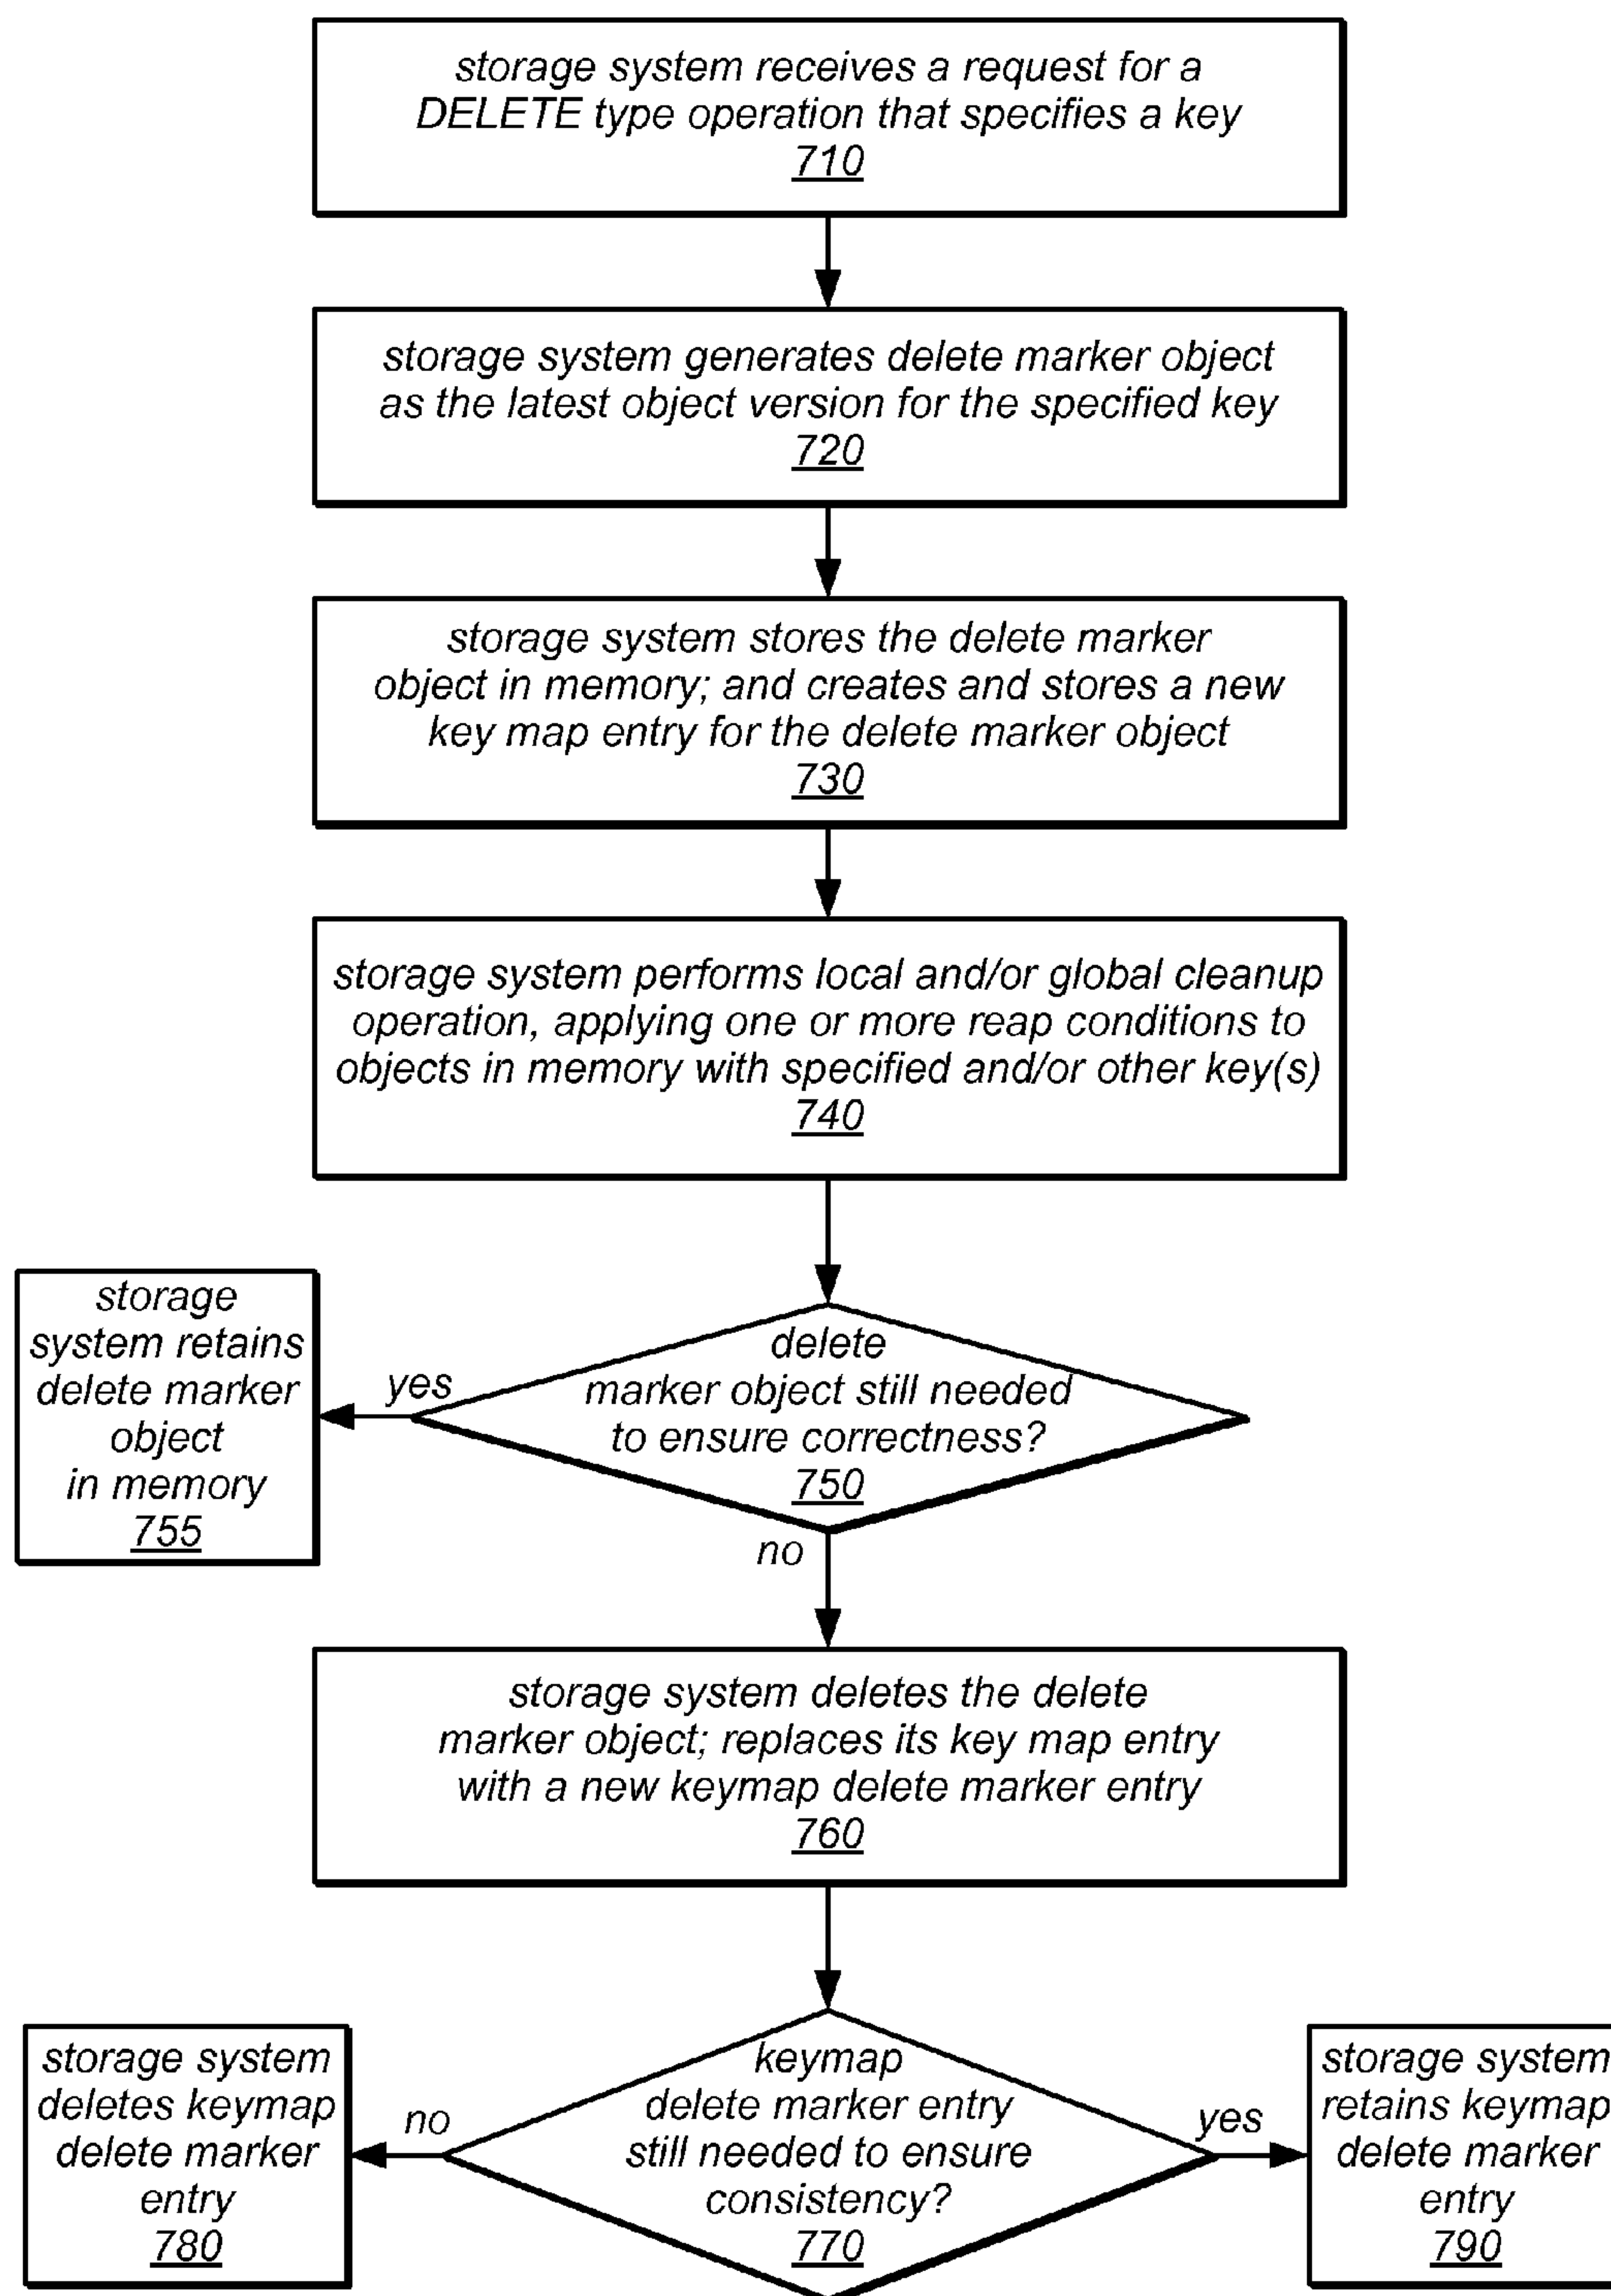 storage system receives a request for a
DELETE type operation that specifies a key
710
storage system generates delete marker object
as the latest object version for the specified key
720
storage system stores the delete marker
object in memory; and creates and stores a new
key map entry for the delete marker object
730
storage system performs local and/or global cleanup
operation, applying one or more reap conditions to
objects in memory with specified and/or other key(s)
740
storage
system retains
delete marker
object
in memory
755
yes
delete
marker object still needed
to ensure correctness?
750
no
storage system deletes the delete
marker object; replaces its key map entry
with a new keymap delete marker entry
760
storage system
deletes keymap
delete marker
entry
780
no
keymap
delete marker entry
still needed to ensure
consistency?
770
yes
storage system
retains keymap
delete marker
entry
790